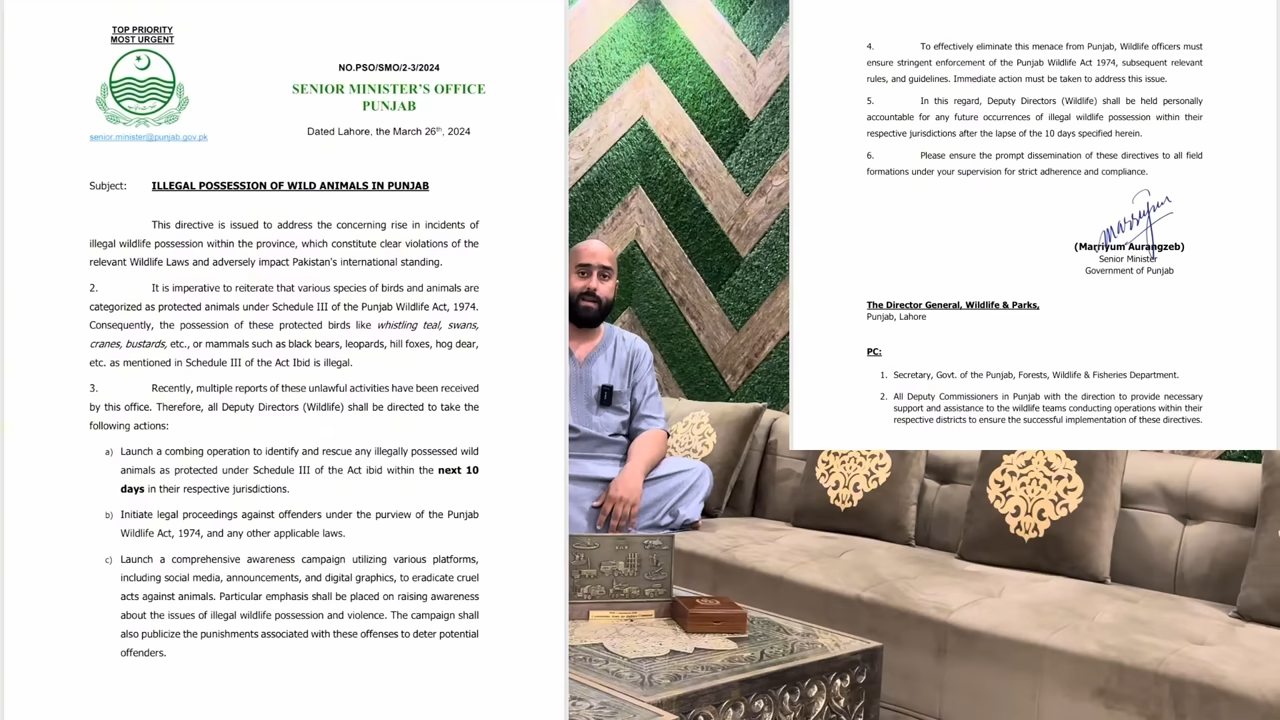 TOP PRIORITY
MOST URGENT
senior.minister@punjab.gov.pk
NO.PSO/SMO/2-3/2024
SENIOR MINISTER'S OFFICE
PUNJAB
Dated Lahore, the March 26th, 2024
Subject: ILLEGAL POSSESSION OF WILD ANIMALS IN PUNJAB
This directive is issued to address the concerning rise in incidents of
illegal wildlife possession within the province, which constitute clear violations of the
relevant Wildlife Laws and adversely impact Pakistan's international standing.
2. It is imperative to reiterate that various species of birds and animals are
categorized as protected animals under Schedule III of the Punjab Wildlife Act, 1974.
Consequently, the possession of these protected birds like whistling teal, swans,
cranes, bustards, etc., or mammals such as black bears, leopards, hill foxes, hog dear,
etc. as mentioned in Schedule III of the Act Ibid is illegal.
3. Recently, multiple reports of these unlawful activities have been received
by this office. Therefore, all Deputy Directors (Wildlife) shall be directed to take the
following actions:
a) Launch a combing operation to identify and rescue any illegally possessed wild
animals as protected under Schedule III of the Act ibid within the next 10
days in their respective jurisdictions.
b) Initiate legal proceedings against offenders under the purview of the Punjab
Wildlife Act, 1974, and any other applicable laws.
c) Launch a comprehensive awareness campaign utilizing various platforms,
including social media, announcements, and digital graphics, to eradicate cruel
acts against animals. Particular emphasis shall be placed on raising awareness
about the issues of illegal wildlife possession and violence. The campaign shall
also publicize the punishments associated with these offenses to deter potential
offenders.
4. To effectively eliminate this menace from Punjab, Wildlife officers must
ensure stringent enforcement of the Punjab Wildlife Act 1974, subsequent relevant
rules, and guidelines. Immediate action must be taken to address this issue.
5. In this regard, Deputy Directors (Wildlife) shall be held personally
accountable for any future occurrences of illegal wildlife possession within their
respective jurisdictions after the lapse of the 10 days specified herein.
6. Please ensure the prompt dissemination of these directives to all field
formations under your supervision for strict adherence and compliance.
(Marriyum Aurangzeb)
Senior Minister
Government of Punjab
The Director General, Wildlife & Parks,
Punjab, Lahore
PC:
1. Secretary, Govt. of the Punjab, Forests, Wildlife & Fisheries Department.
2. All Deputy Commissioners in Punjab with the direction to provide necessary
support and assistance to the wildlife teams conducting operations within their
respective districts to ensure the successful implementation of these directives.